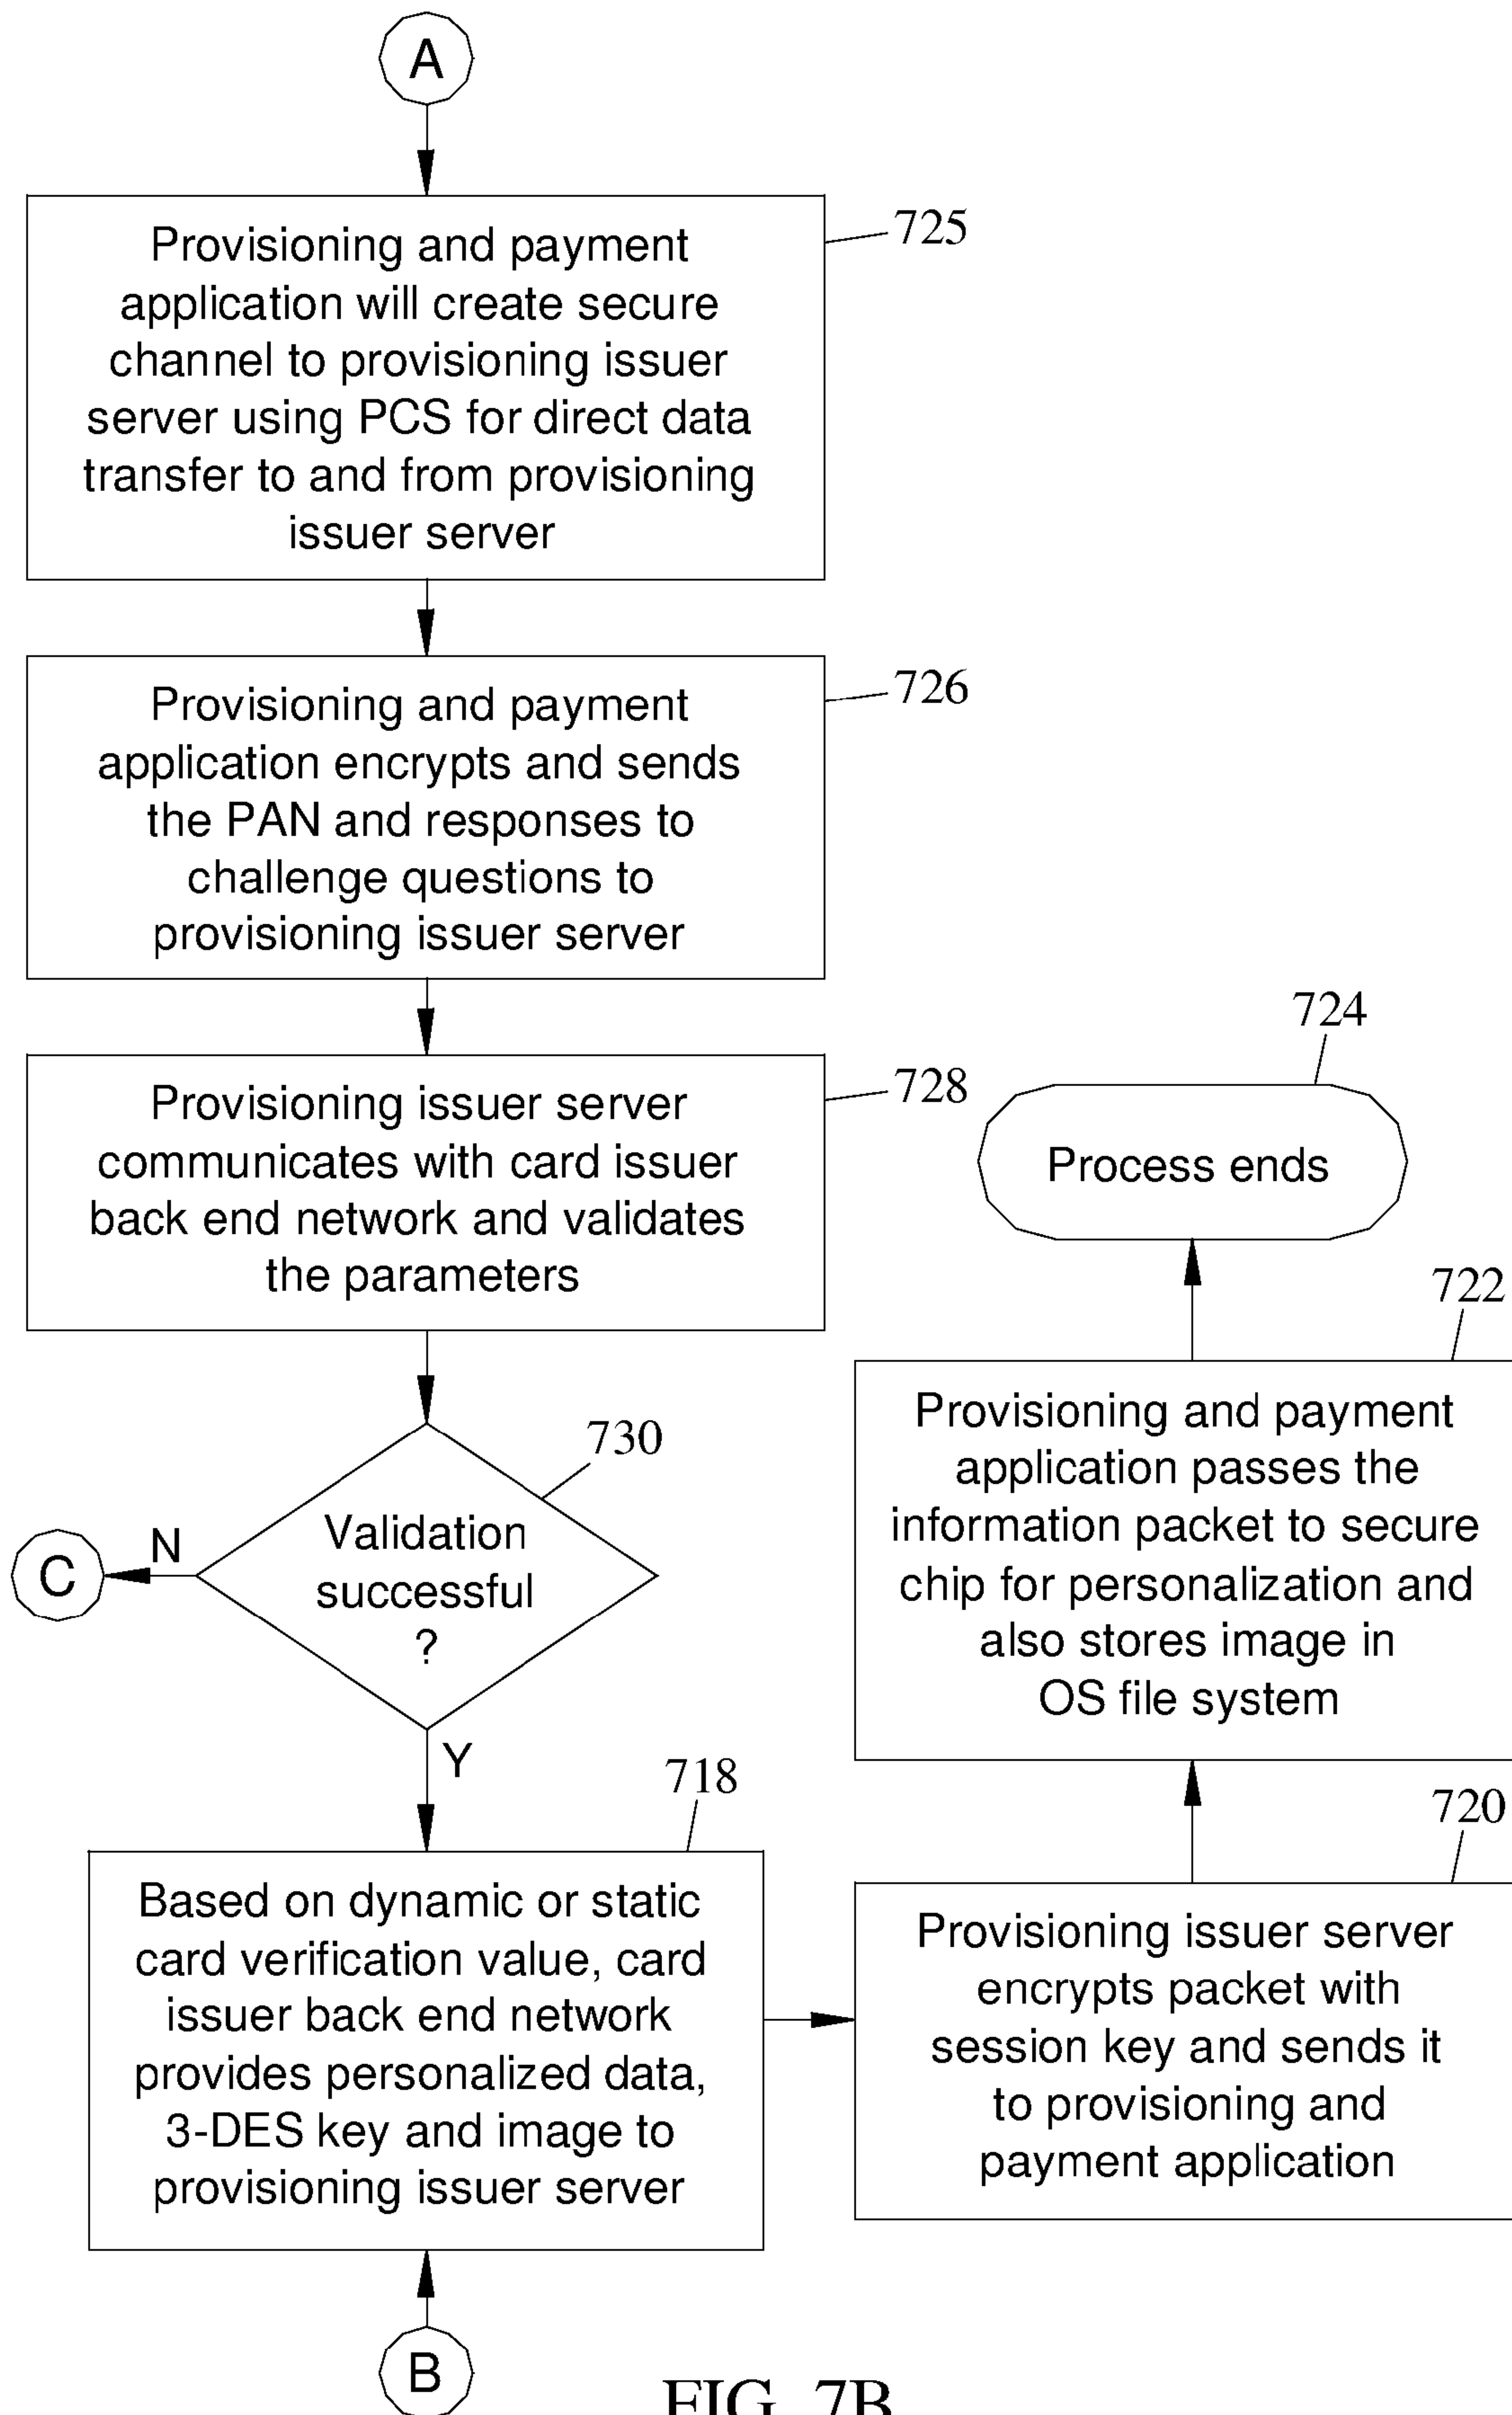 A
Provisioning and payment
application will create secure
channel to provisioning issuer
server using PCS for direct data
transfer to and from provisioning
issuer server
725
Provisioning and payment
application encrypts and sends
the PAN and responses to
challenge questions to
provisioning issuer server
726
Provisioning issuer server
communicates with card issuer
back end network and validates
the parameters
728
Validation
successful
?
730
N
C
Y
Based on dynamic or static
card verification value, card
issuer back end network
provides personalized data,
3-DES key and image to
provisioning issuer server
718
B
Provisioning issuer server
encrypts packet with
session key and sends it
to provisioning and
payment application
720
Provisioning and payment
application passes the
information packet to secure
chip for personalization and
also stores image in
OS file system
722
Process ends
724
FIG. 7B